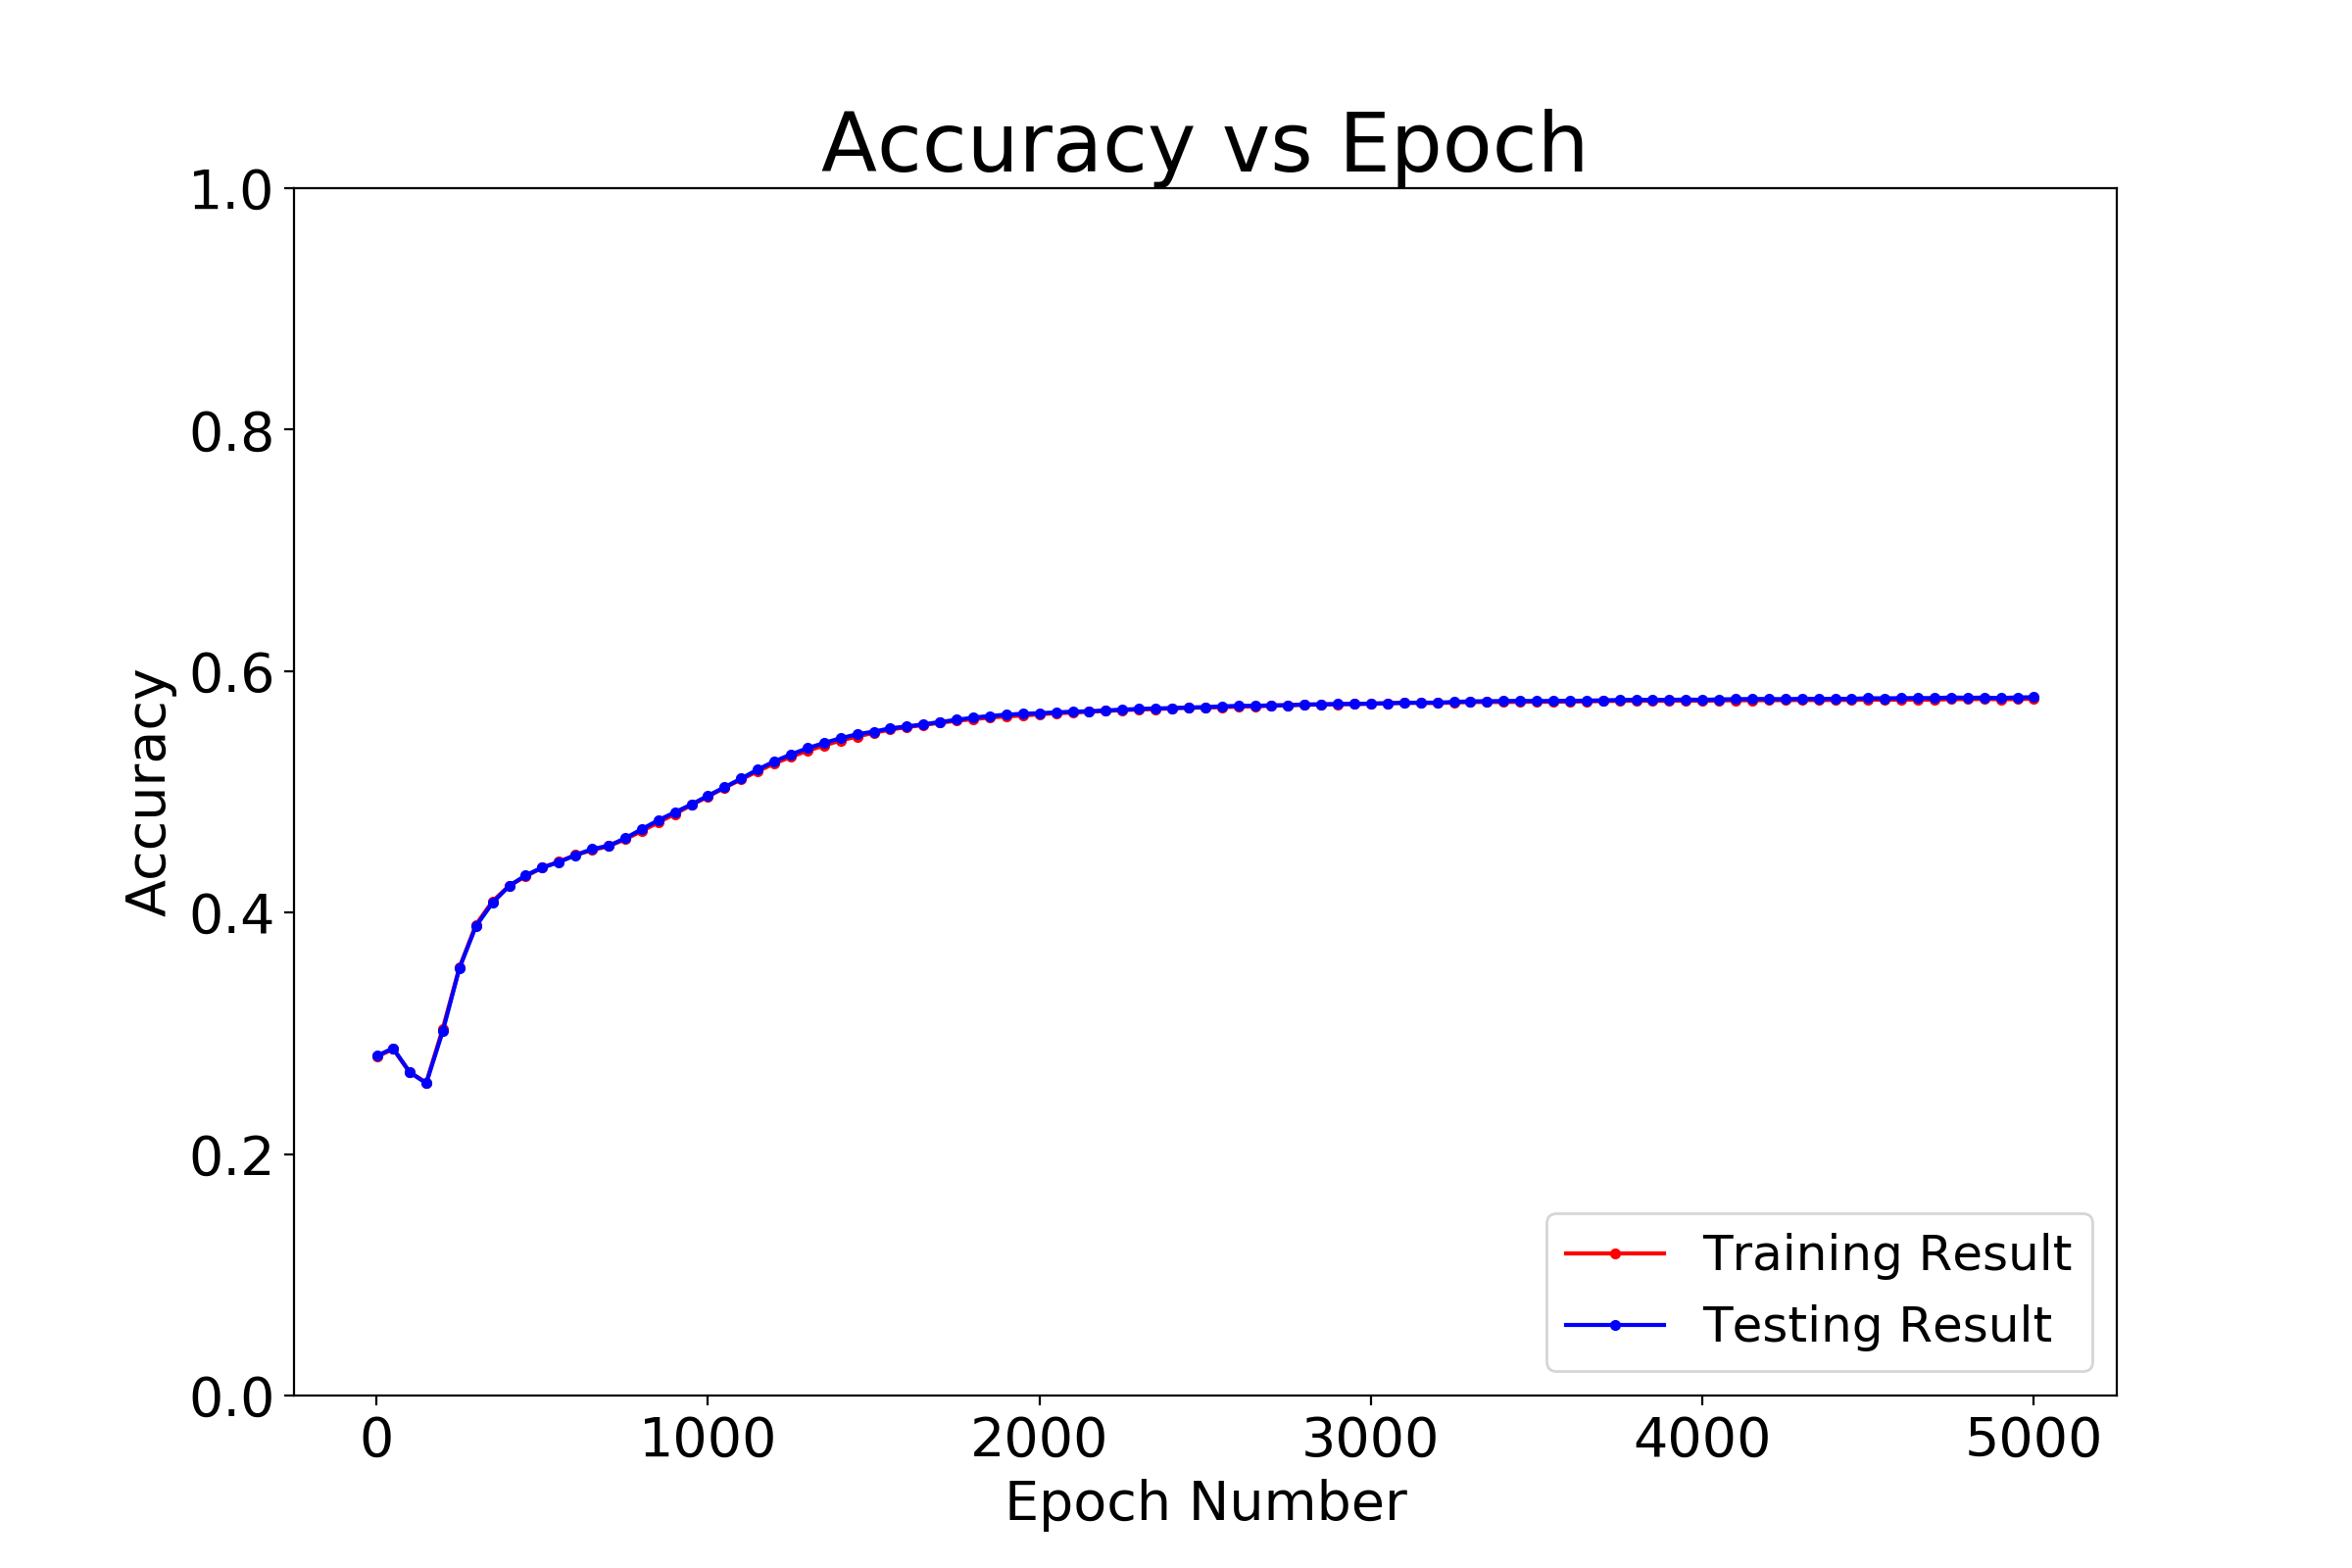 Accuracy vs Epoch
1.0
0.8
0.6
0.4
0.2
0.0
Accuracy
0 1000 2000 3000 4000 5000
Epoch Number
Training Result
Testing Result